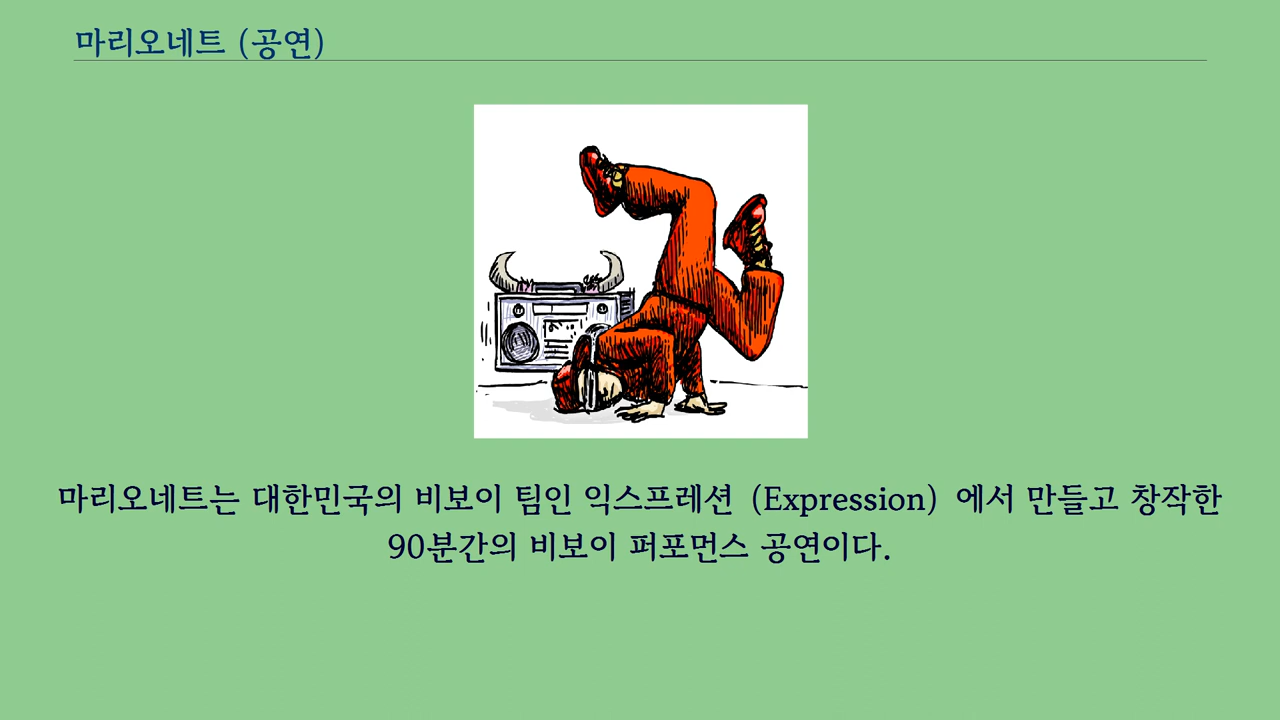 마리오네트 (공연)
마리오네트는 대한민국의 비보이 팀인 익스프레션 (Expression) 에서 만들고 창작한
90분간의 비보이 퍼포먼스 공연이다.